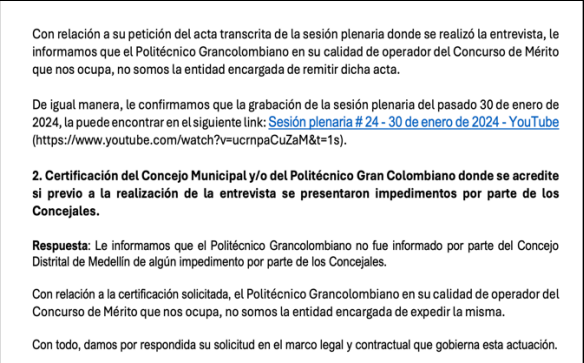 Con relación a su petición del acta transcrita de la sesión plenaria donde se realizó la entrevista, le
informamos que el Politécnico Grancolombiano en su calidad de operador del Concurso de Mérito
que nos ocupa, no somos la entidad encargada de remitir dicha acta.
De igual manera, le confirmamos que la grabación de la sesión plenaria del pasado 30 de enero de
2024, la puede encontrar en el siguiente link: Sesión plenaria # 24 - 30 de enero de 2024 - YouTube
(https://www.youtube.com/watch?v=ucrnpaCuZaM&t=1s).
2. Certificación del Concejo Municipal y/o del Politécnico Gran Colombiano donde se acredite
si previo a la realización de la entrevista se presentaron impedimentos por parte de los
Concejales.
Respuesta: Le informamos que el Politécnico Grancolombiano no fue informado por parte del Concejo
Distrital de Medellín de algún impedimento por parte de los Concejales.
Con relación a la certificación solicitada, el Politécnico Grancolombiano en su calidad de operador del
Concurso de Mérito que nos ocupa, no somos la entidad encargada de expedir la misma.
Con todo, damos por respondida su solicitud en el marco legal y contractual que gobierna esta actuación.